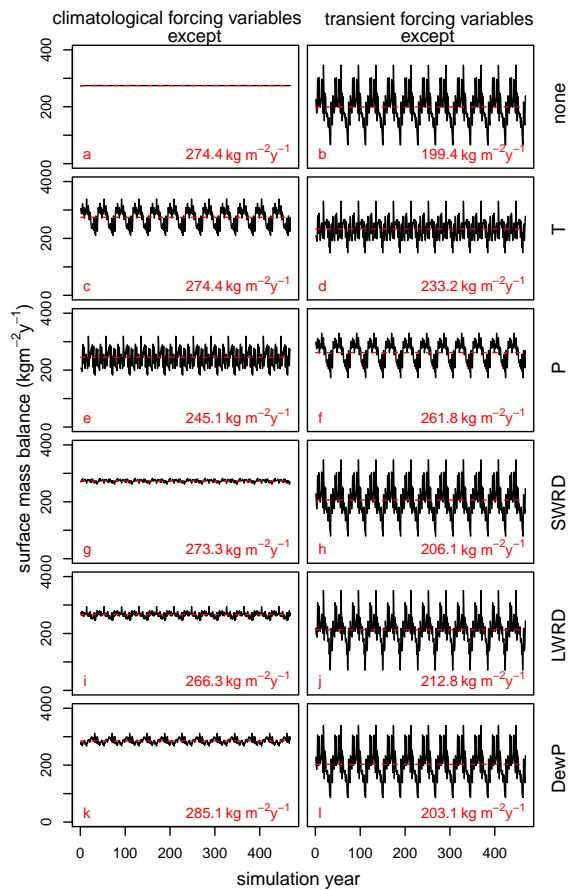 climatological forcing variables
except
transient forcing variables
except
surface mass balance (kgm−2y−1)
400
200
0
a
274.4 kg m−2y−1
b
199.4 kg m−2y−1
none
400
200
0
c
274.4 kg m−2y−1
d
233.2 kg m−2y−1
T
400
200
0
e
245.1 kg m−2y−1
f
261.8 kg m−2y−1
P
400
200
0
g
273.3 kg m−2y−1
h
206.1 kg m−2y−1
SWRD
400
200
0
i
266.3 kg m−2y−1
j
212.8 kg m−2y−1
LWRD
400
200
0
k
285.1 kg m−2y−1
l
203.1 kg m−2y−1
DewP
0 100 200 300 400
0 100 200 300 400
simulation year